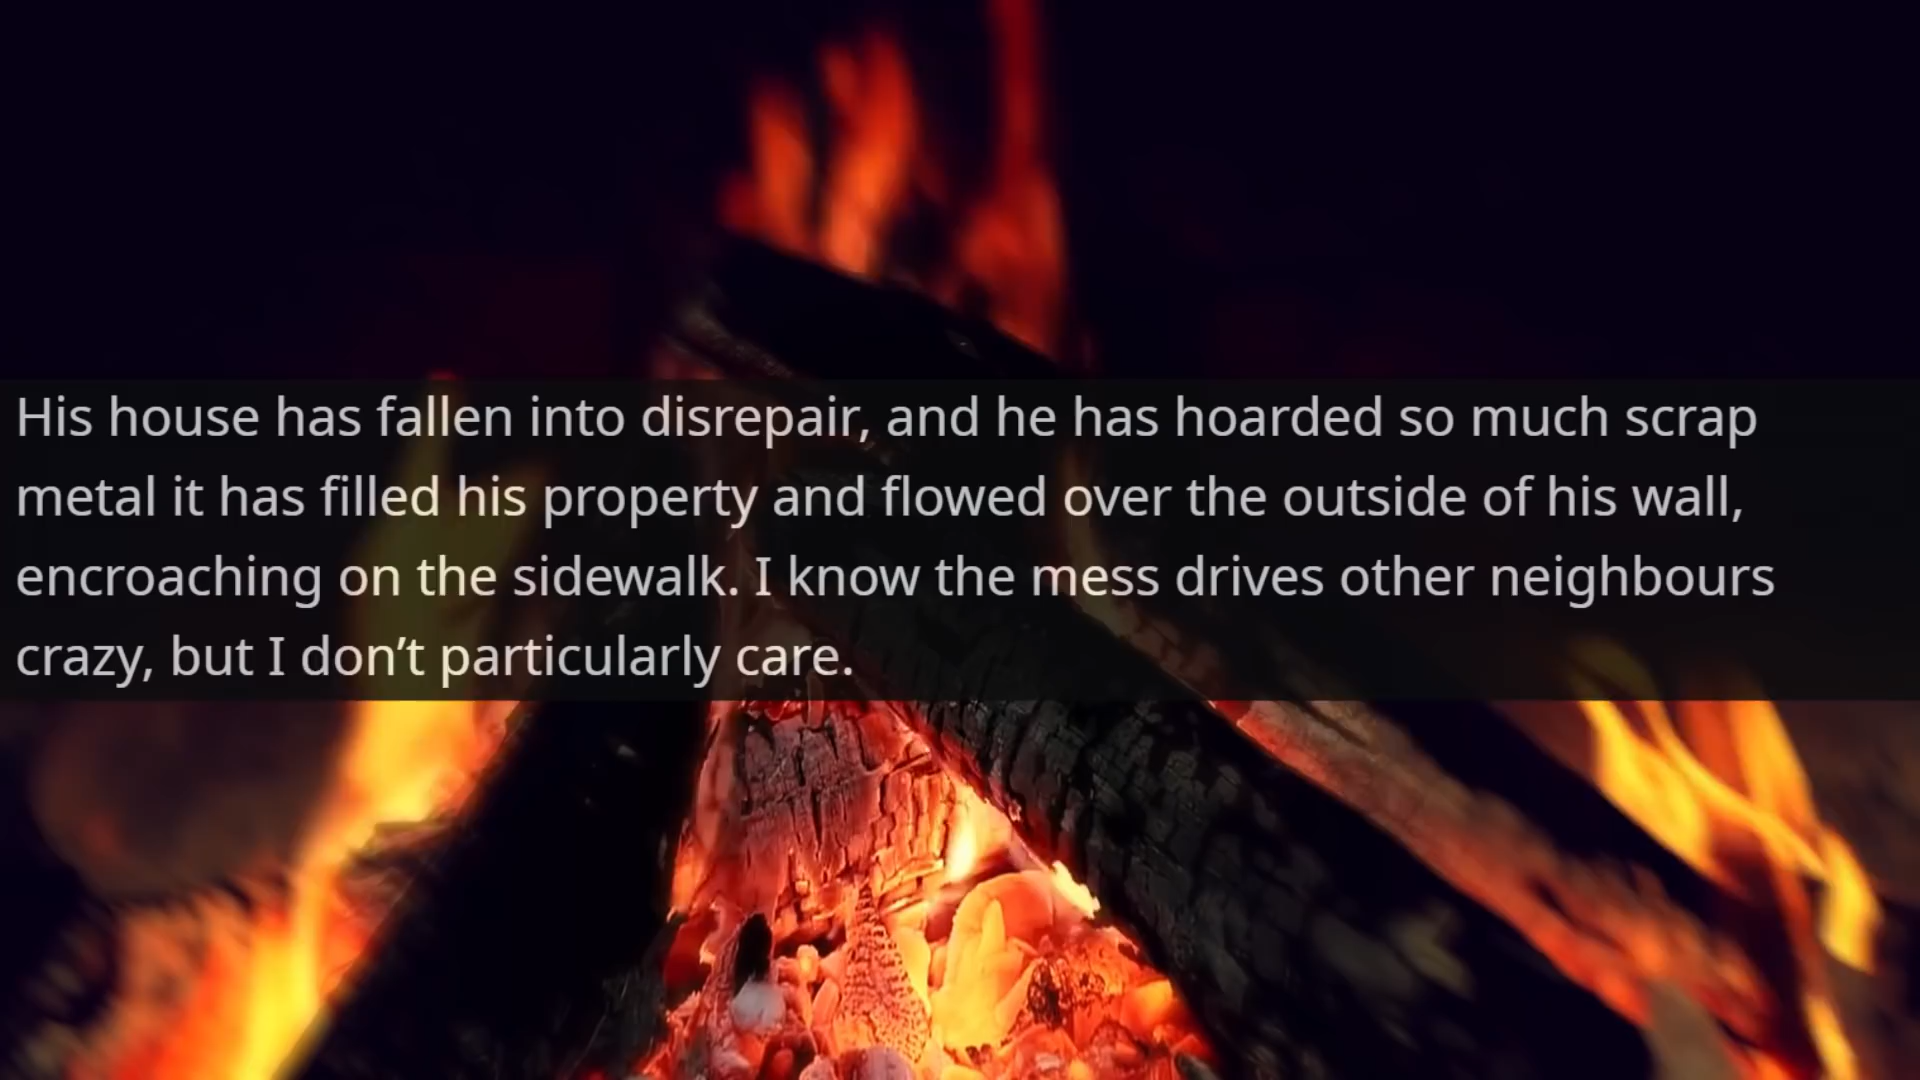 His house has fallen into disrepair, and he has hoarded so much scrap
metal it has filled his property and flowed over the outside of his wall,
encroaching on the sidewalk. I know the mess drives other neighbours
crazy, but I don’t particularly care.